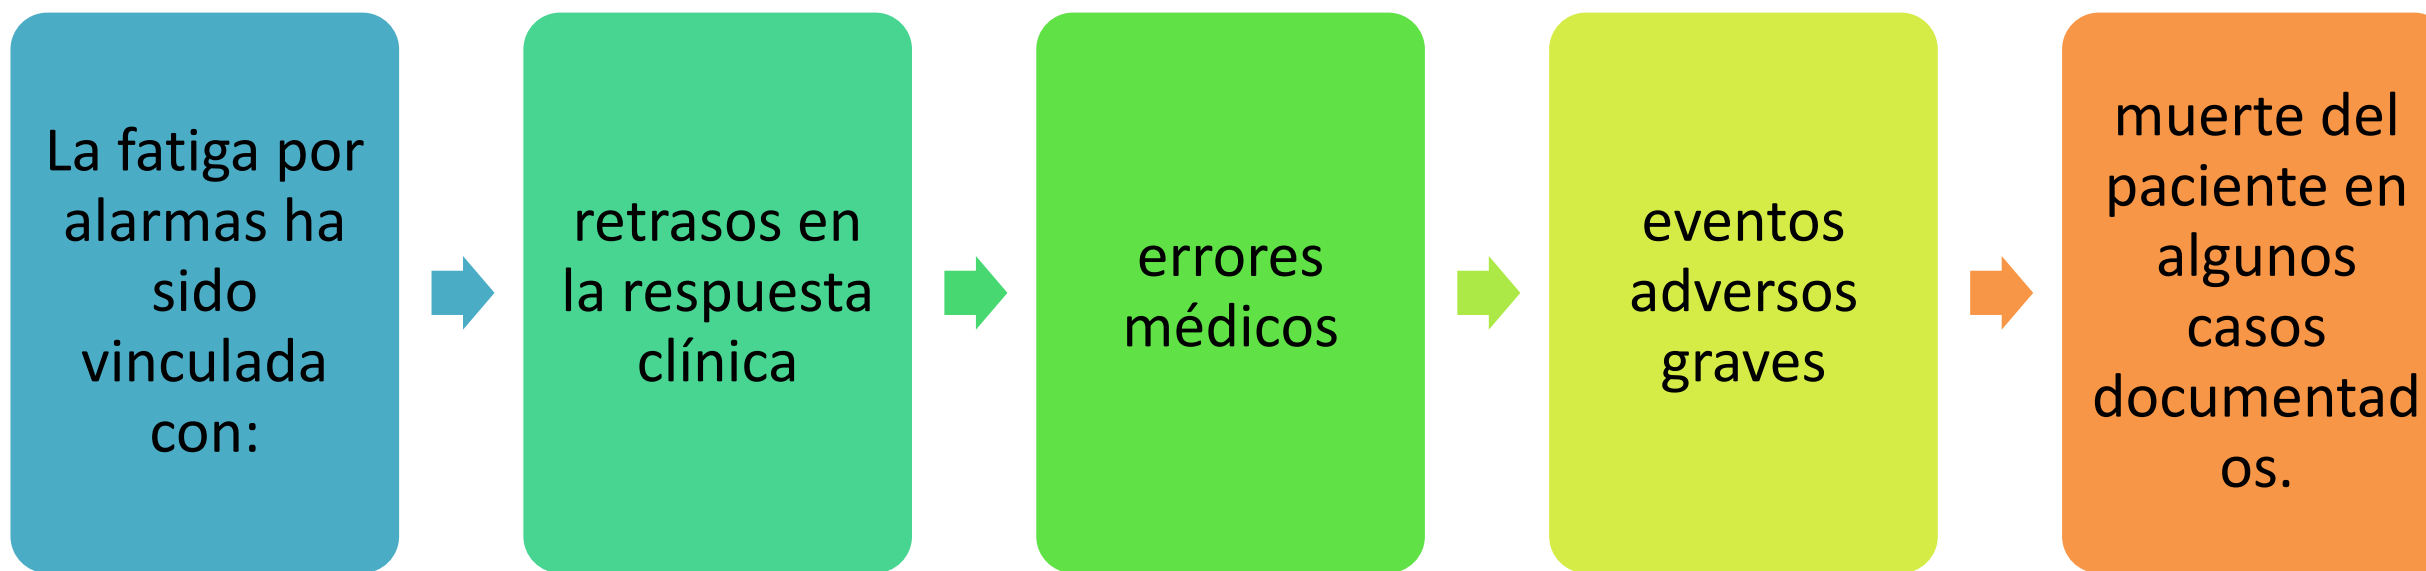 La fatiga por
alarmas ha
sido
vinculada
con:
retrasos en
la respuesta
clínica
errores
médicos
eventos
adversos
graves
muerte del
paciente en
algunos
casos
documentad
os.